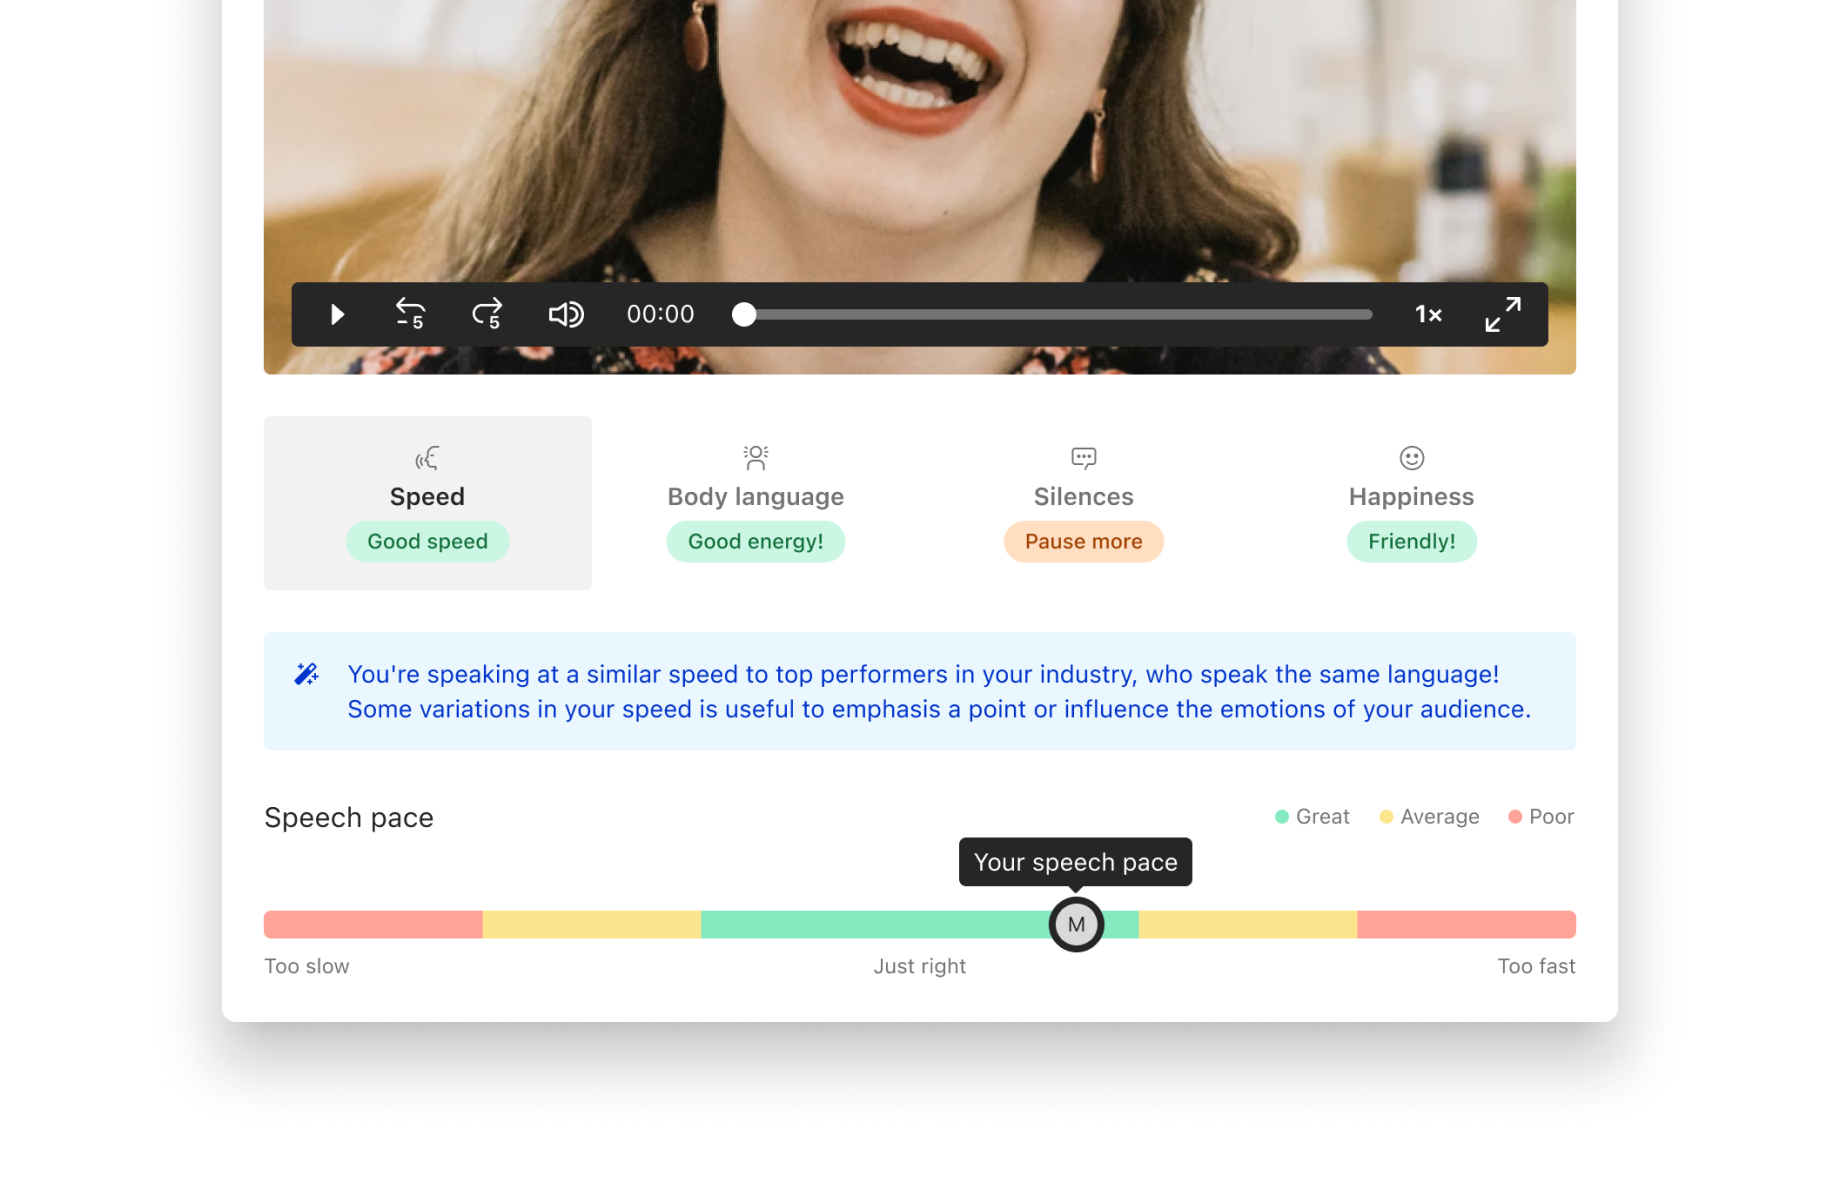 5
5
00:00
1×
Speed
Good speed
Body language
Good energy!
Silences
Pause more
Happiness
Friendly!
You're speaking at a similar speed to top performers in your industry, who speak the same language!
Some variations in your speed is useful to emphasis a point or influence the emotions of your audience.
Speech pace
Great
Average
Poor
Your speech pace
M
Too slow
Just right
Too fast